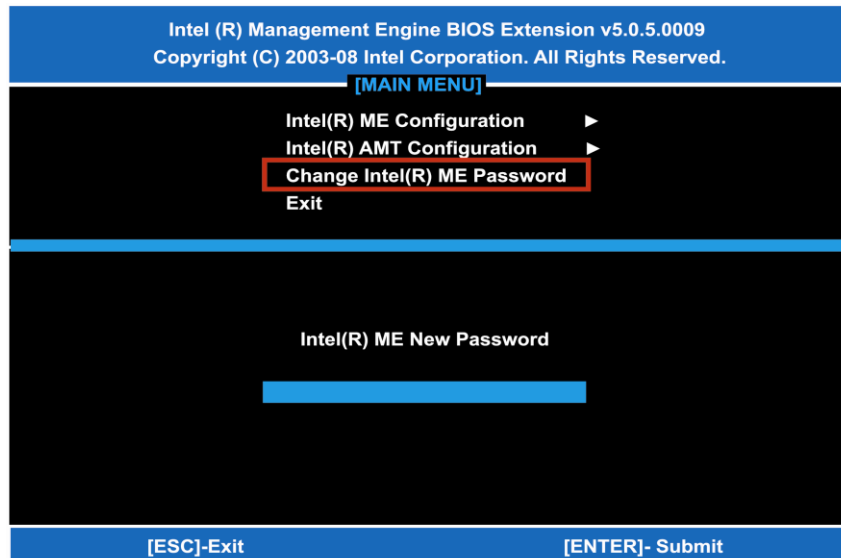 Intel (R) Management Engine BIOS Extension v5.0.5.0009
Copyright (C) 2003-08 Intel Corporation. All Rights Reserved.
[MAIN MENU]
Intel(R) ME Configuration ►
Intel(R) AMT Configuration ►
Change Intel(R) ME Password
Exit
Intel(R) ME New Password
[ESC]-Exit [ENTER]- Submit